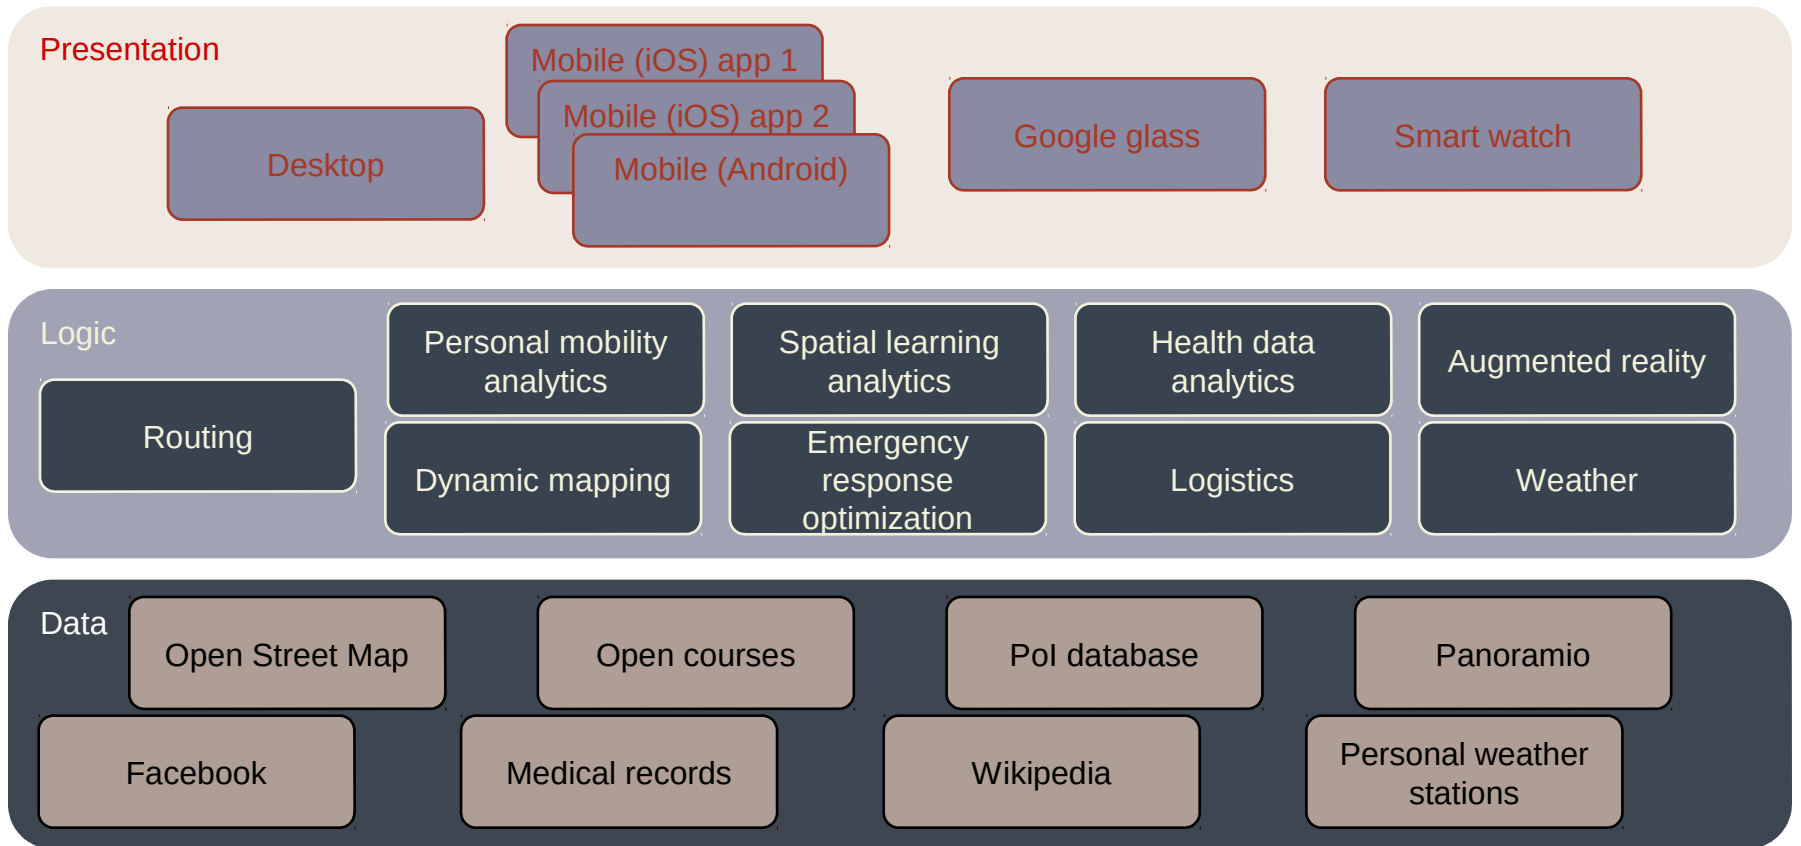 Presentation
Mobile (iOS) app 1
Mobile (iOS) app 2
Mobile (Android)
Desktop
Google glass
Smart watch
Logic
Routing
Personal mobility
analytics
Spatial learning
analytics
Health data
analytics
Augmented reality
Dynamic mapping
Emergency
response
optimization
Logistics
Weather
Data
Open Street Map
Open courses
PoI database
Panoramio
Facebook
Medical records
Wikipedia
Personal weather
stations